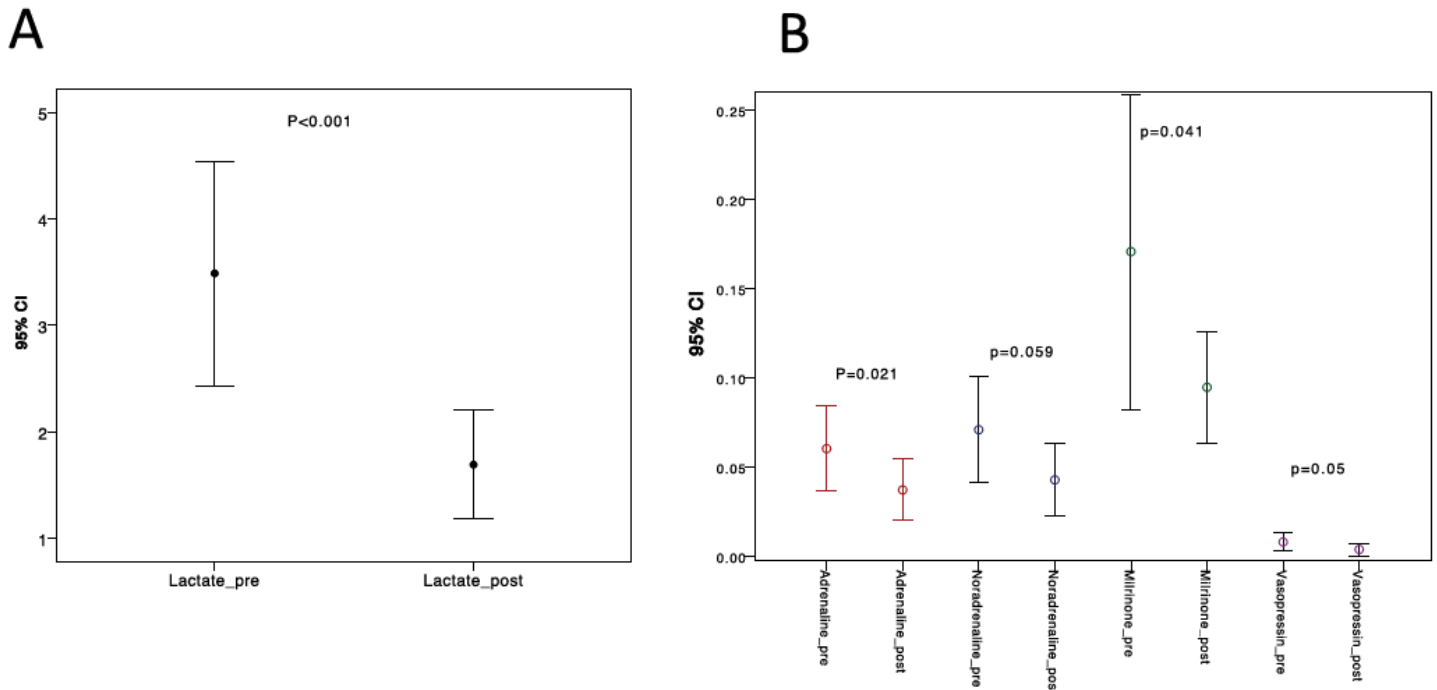 A
B
95% CI
5
4
3
2
1
P<0.001
Lactate_pre
Lactate_post
95% CI
0.25
0.20
0.15
0.10
0.05
0.00
P=0.021
p=0.059
p=0.041
p=0.05
Adrenaline_pre
Adrenaline_post
Noradrenaline_pre
Noradrenaline_pos
Milrinone_pre
Milrinone_post
Vasopressin_pre
Vasopressin_post